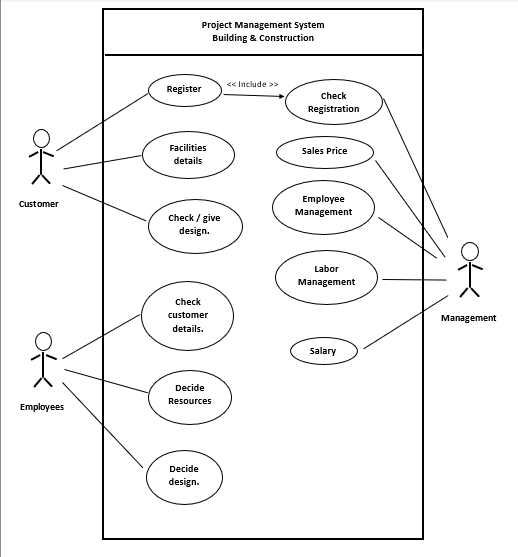 Project Management System
Building & Construction
Register
<< Include >>
Check
Registration
Facilities
details
Sales Price
Customer
Check / give
design.
Employee
Management
Labor
Management
Management
Check
customer
details.
Salary
Employees
Decide
Resources
Decide
design.